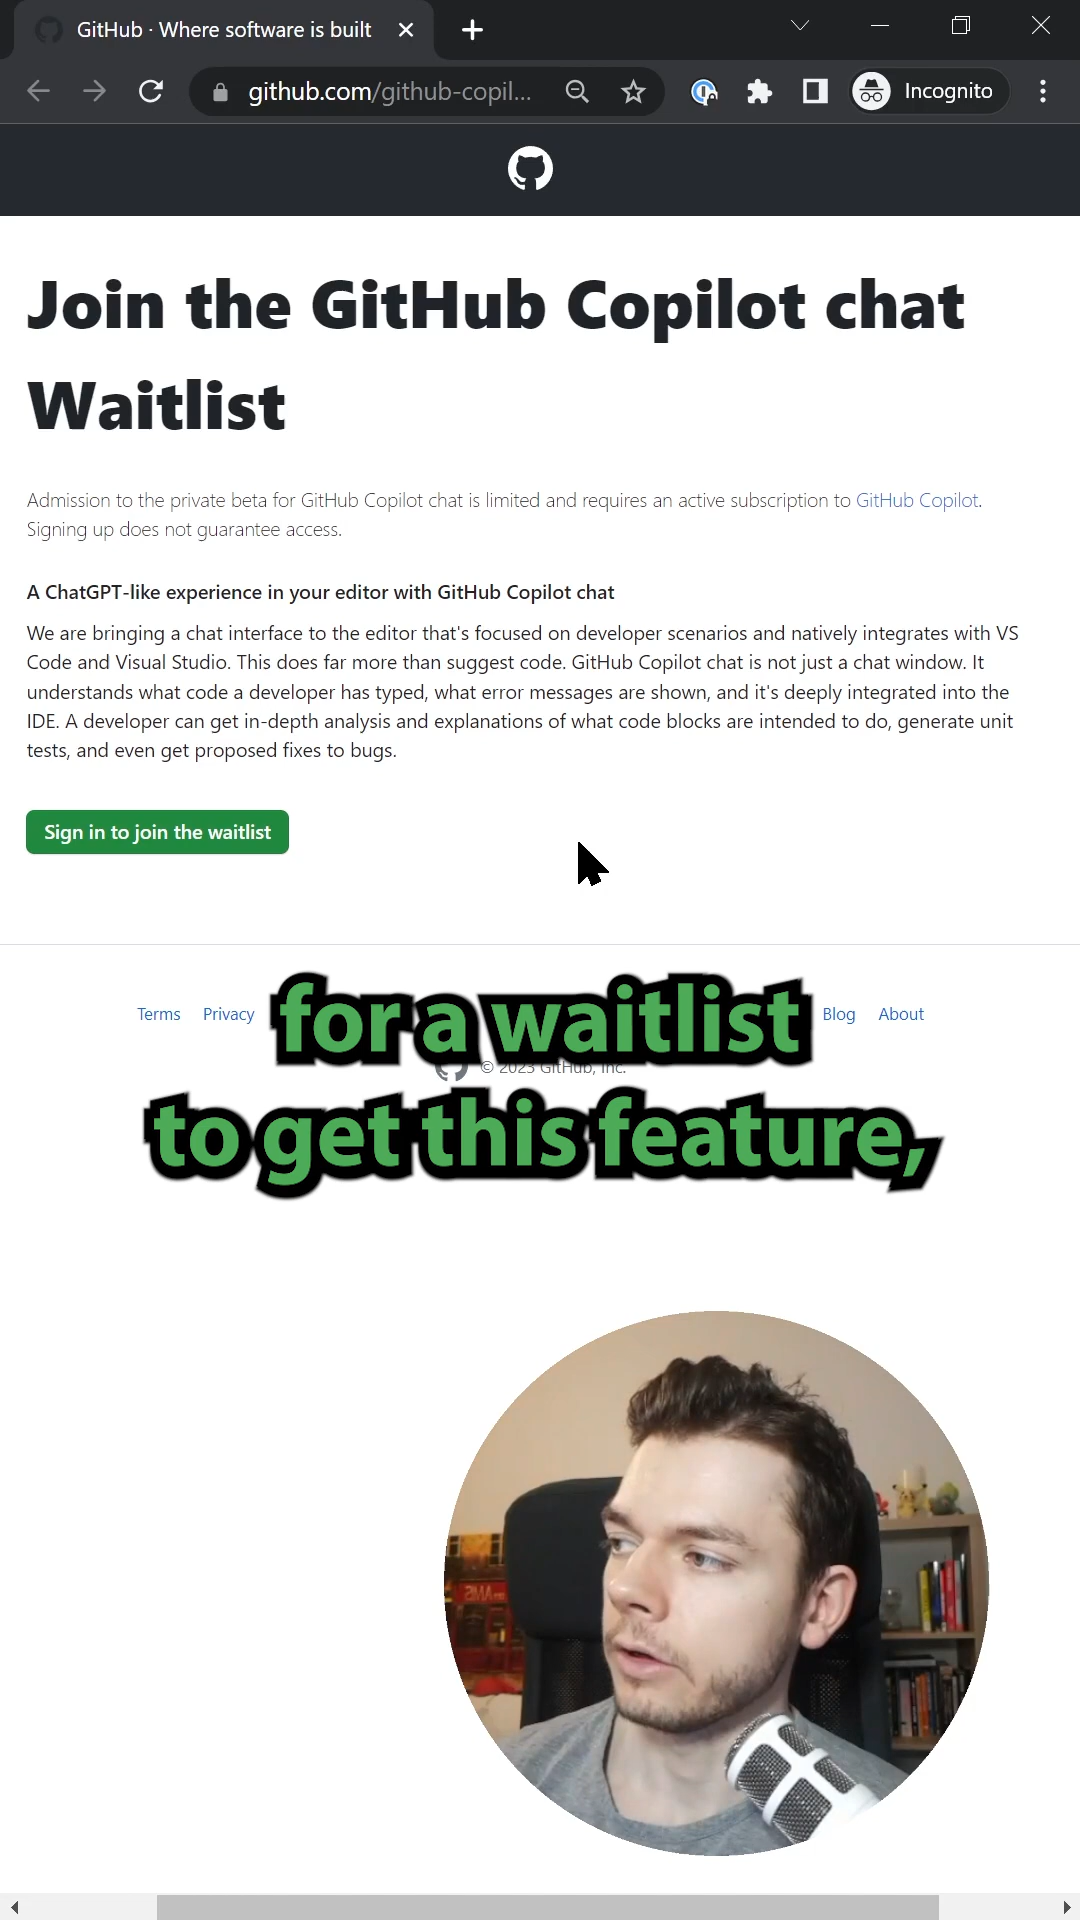 GitHub · Where software is built
github.com/github-copil...
Incognito
Join the GitHub Copilot chat
Waitlist
Admission to the private beta for GitHub Copilot chat is limited and requires an active subscription to GitHub Copilot.
Signing up does not guarantee access.
A ChatGPT-like experience in your editor with GitHub Copilot chat
We are bringing a chat interface to the editor that's focused on developer scenarios and natively integrates with VS
Code and Visual Studio. This does far more than suggest code. GitHub Copilot chat is not just a chat window. It
understands what code a developer has typed, what error messages are shown, and it's deeply integrated into the
IDE. A developer can get in-depth analysis and explanations of what code blocks are intended to do, generate unit
tests, and even get proposed fixes to bugs.
Sign in to join the waitlist
Terms Privacy Blog About
for a waitlist
© 2023 GitHub, Inc.
to get this feature,